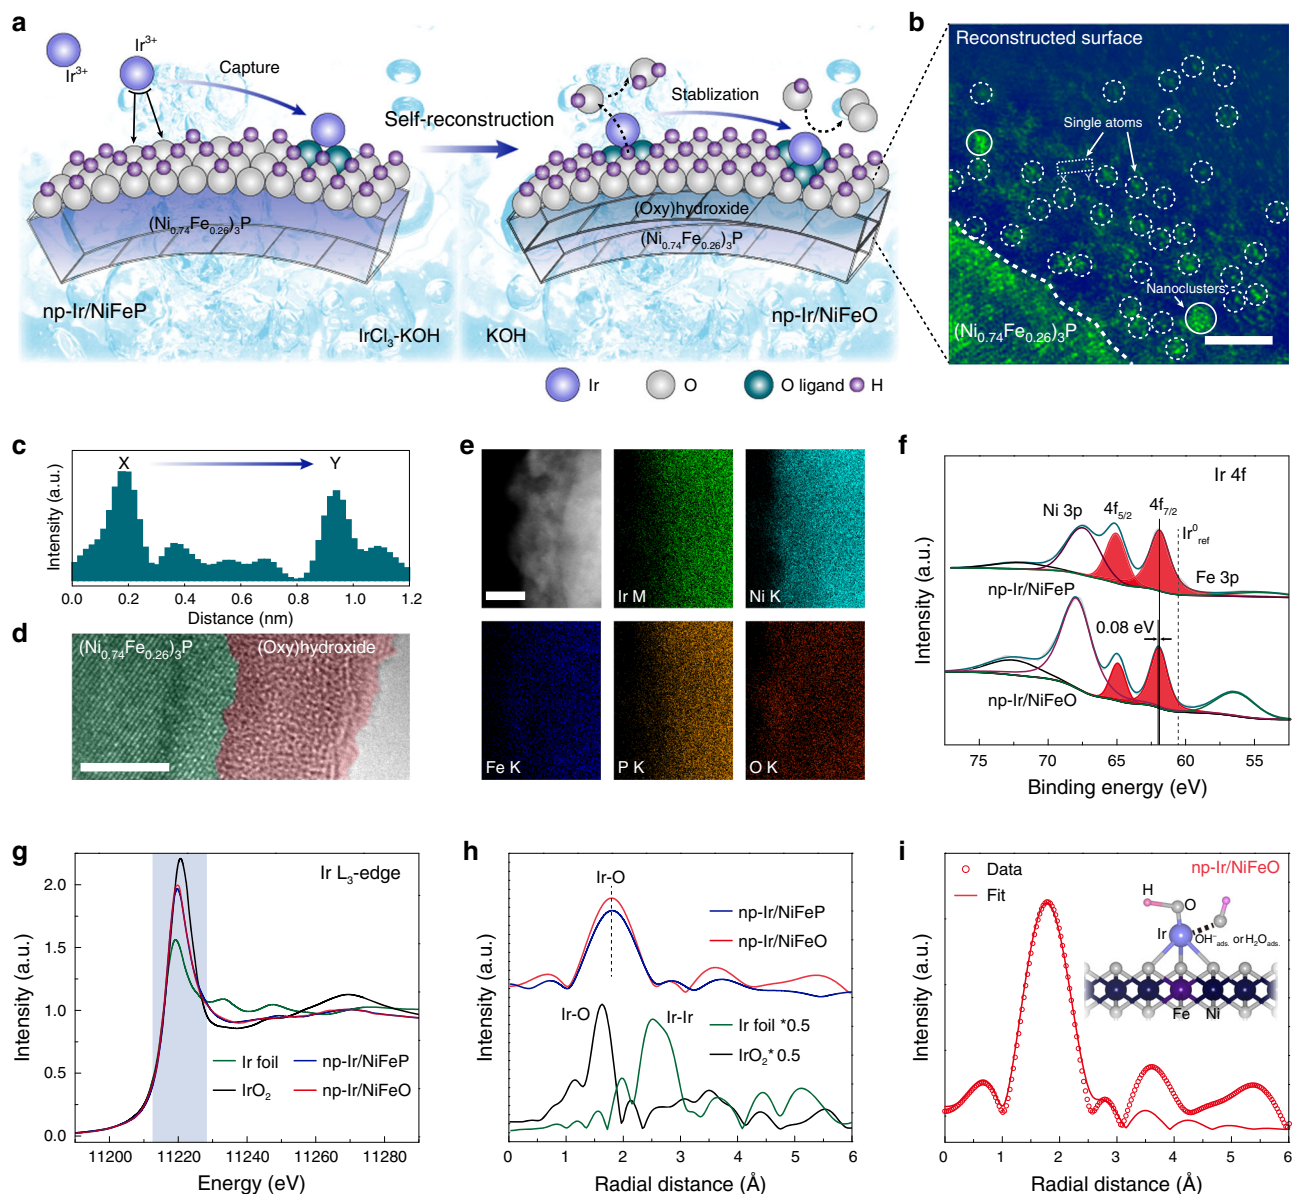 a
Ir³⁺
Ir³⁺
Capture
Self-reconstruction
Stablization
(Ni₀.₇₄Fe₀.₂₆)₃P
(Oxy)hydroxide
(Ni₀.₇₄Fe₀.₂₆)₃P
np-Ir/NiFeP
IrCl₃-KOH
KOH
np-Ir/NiFeO
Ir
O
O ligand
H
b
Reconstructed surface
Single atoms
Nanoclusters
(Ni₀.₇₄Fe₀.₂₆)₃P
c
Intensity (a.u.)
X
Y
0.0 0.2 0.4 0.6 0.8 1.0 1.2
Distance (nm)
d
(Ni₀.₇₄Fe₀.₂₆)₃P
(Oxy)hydroxide
e
Ir M
Ni K
Fe K
P K
O K
f
Intensity (a.u.)
Ir 4f
Ni 3p
4f₅/₂
4f₇/₂
Ir⁰ref
Fe 3p
np-Ir/NiFeP
0.08 eV
np-Ir/NiFeO
75 70 65 60 55
Binding energy (eV)
g
Intensity (a.u.)
Ir L₃-edge
2.0
1.5
1.0
0.5
0.0
Ir foil
np-Ir/NiFeP
IrO₂
np-Ir/NiFeO
11200 11220 11240 11260 11280
Energy (eV)
h
Intensity (a.u.)
Ir-O
np-Ir/NiFeP
np-Ir/NiFeO
Ir-O
Ir-Ir
Ir foil *0.5
IrO₂* 0.5
0 1 2 3 4 5 6
Radial distance (Å)
i
Intensity (a.u.)
Data
Fit
np-Ir/NiFeO
H
O
Ir
OH⁻ads. or H₂Oads.
Fe
Ni
0 1 2 3 4 5 6
Radial distance (Å)